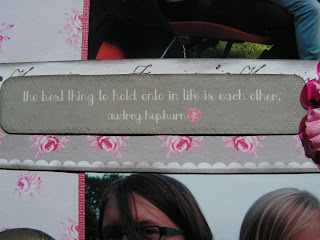 the best thing to hold onto in life is each other.
audrey hepburn